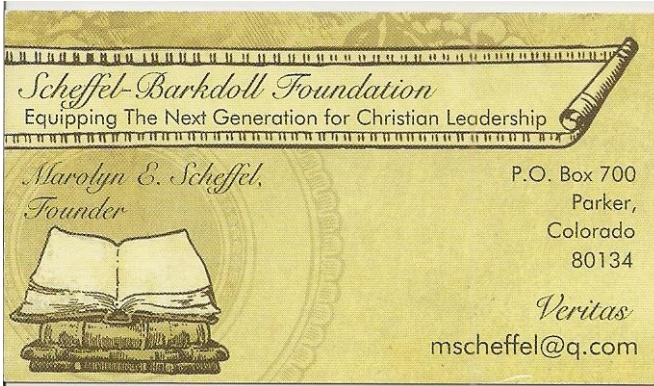 Scheffel-Barkdoll Foundation
Equipping The Next Generation for Christian Leadership
Marolyn E. Scheffel,
Founder
P.O. Box 700
Parker,
Colorado
80134
Veritas
mscheffel@q.com